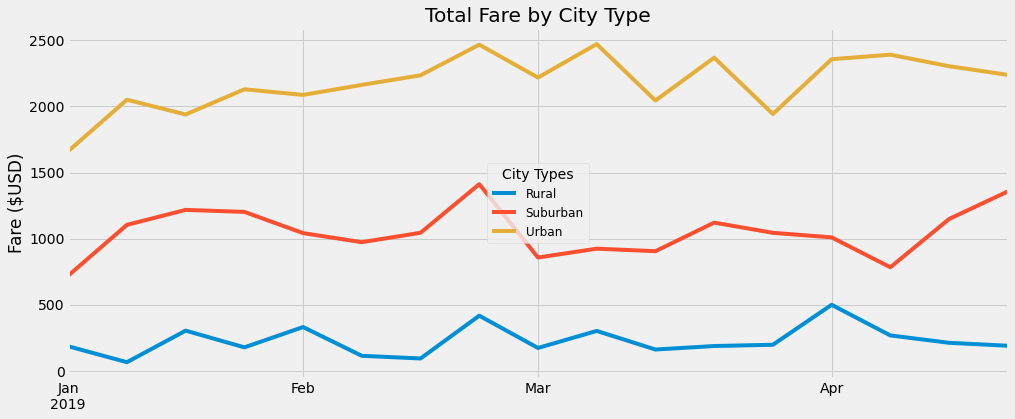 Total Fare by City Type
Fare ($USD)
2500
2000
1500
1000
500
0
City Types
Rural
Suburban
Urban
Jan Feb Mar Apr
2019